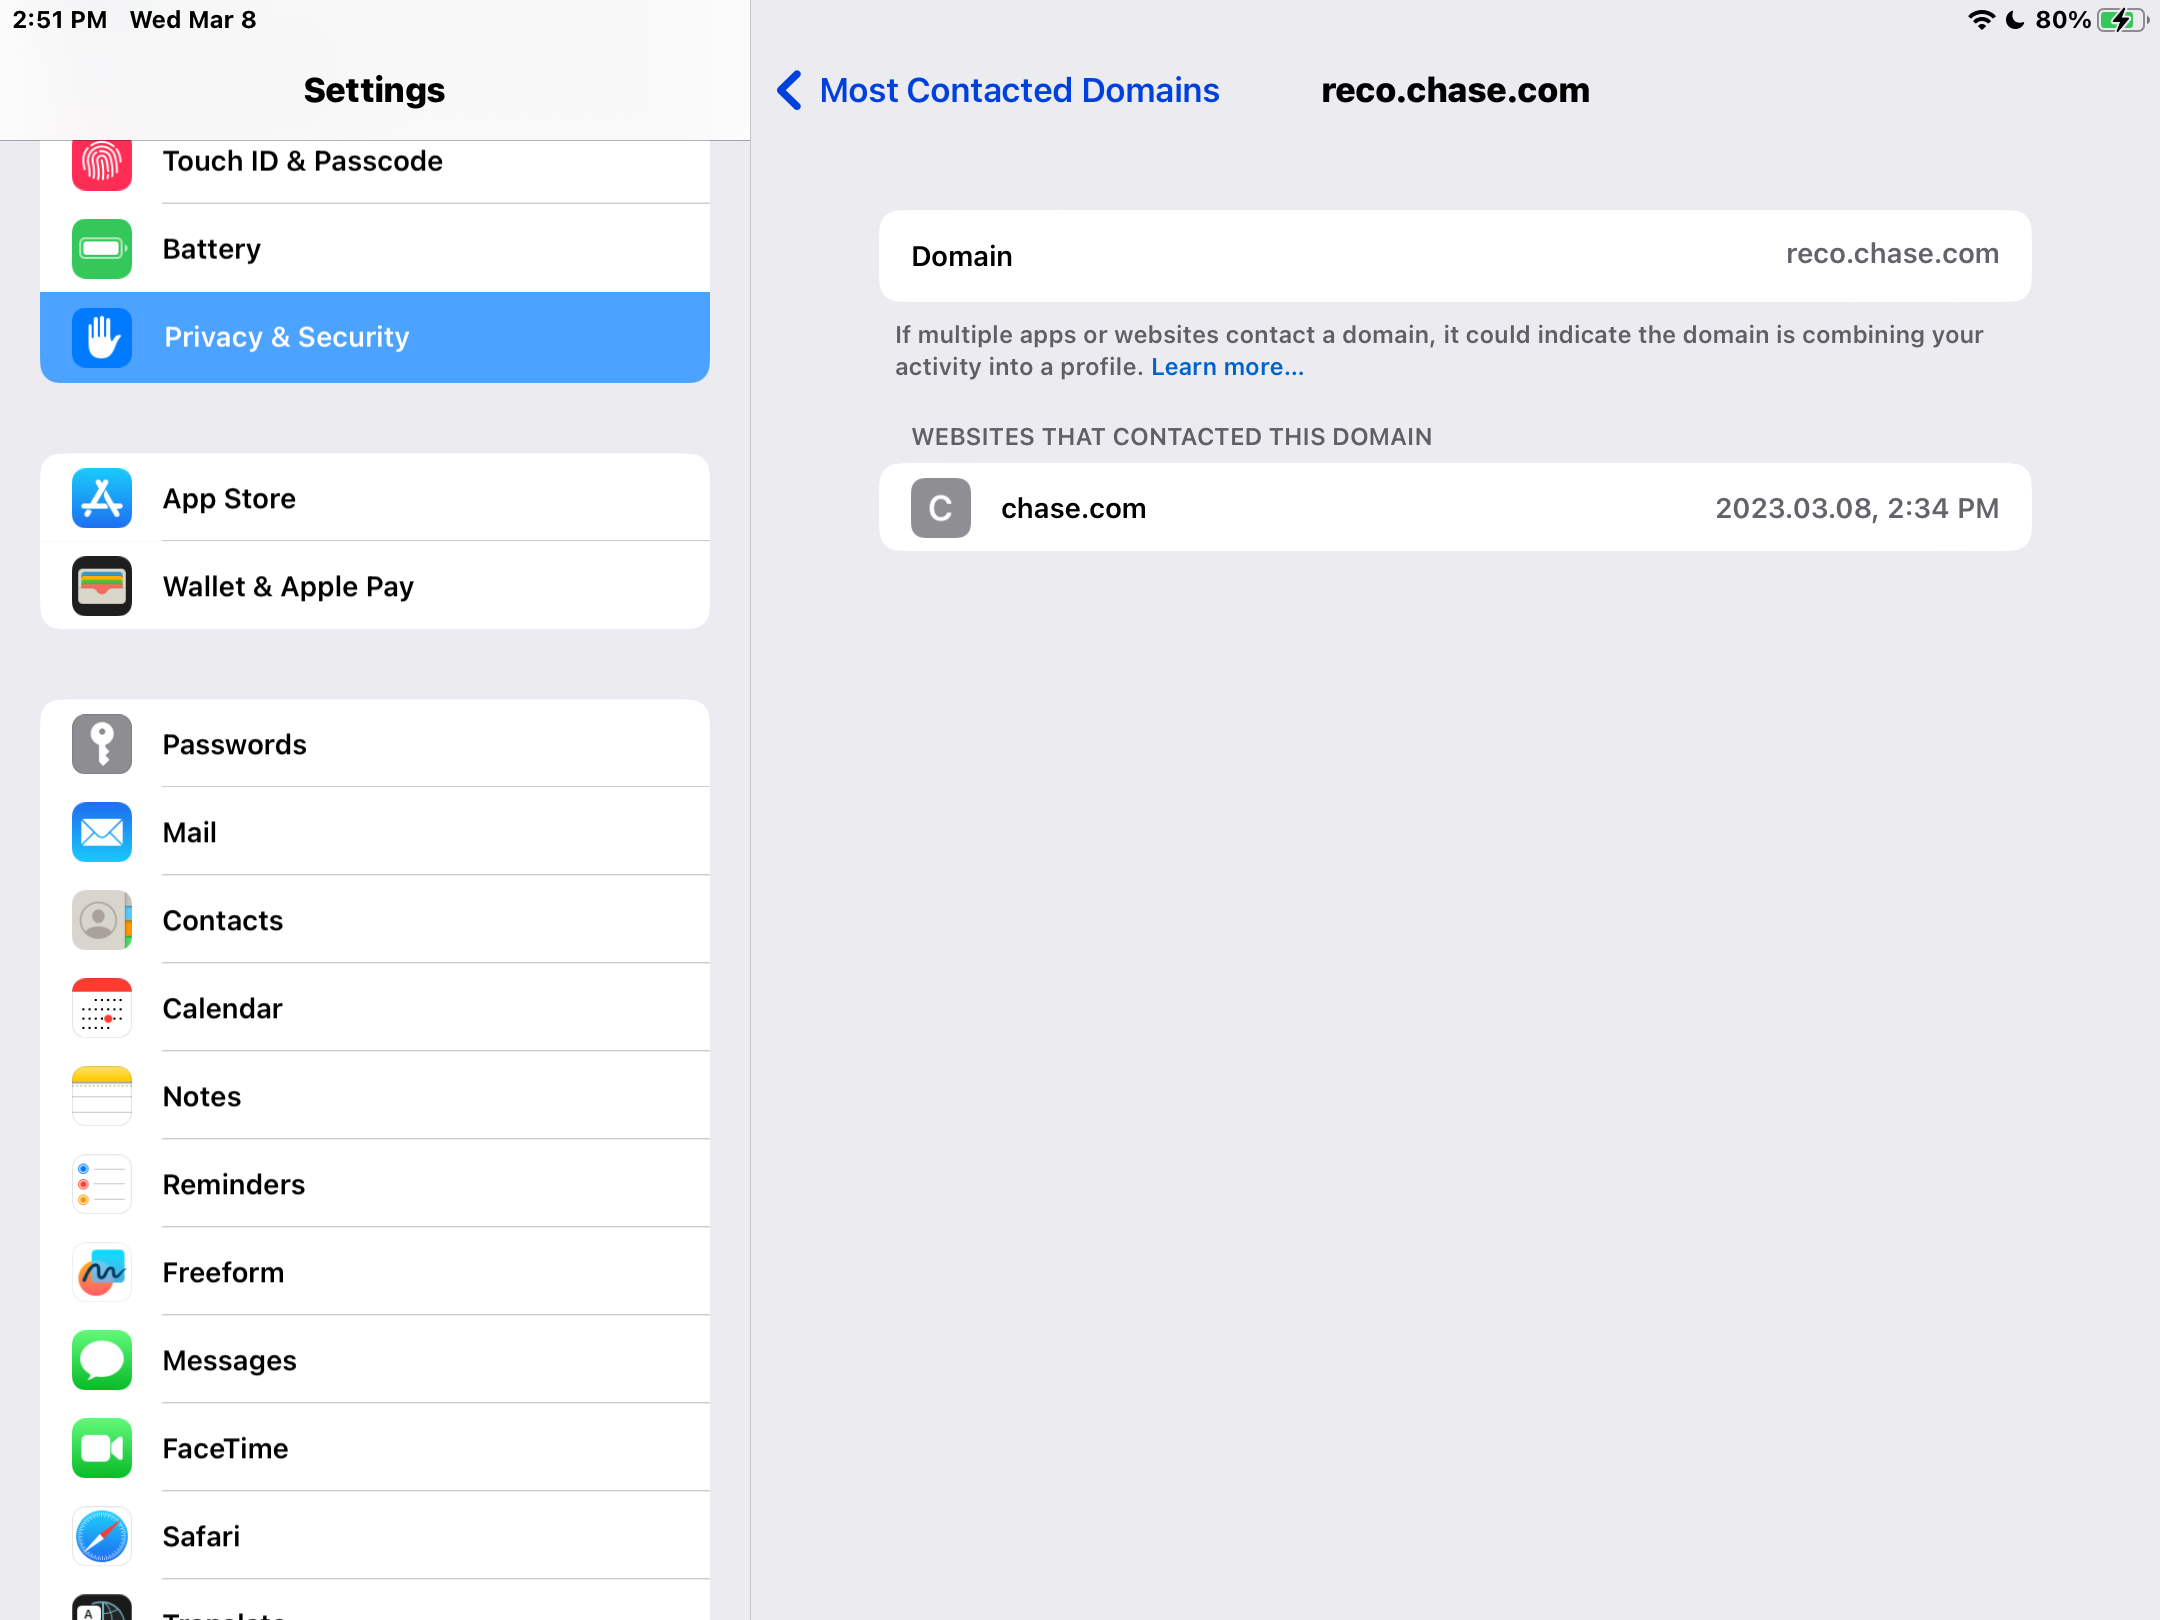 2:51 PM Wed Mar 8
80%
Settings
Touch ID & Passcode
Battery
Privacy & Security
App Store
Wallet & Apple Pay
Passwords
Mail
Contacts
Calendar
Notes
Reminders
Freeform
Messages
FaceTime
Safari
Translate
Most Contacted Domains
reco.chase.com
Domain
reco.chase.com
If multiple apps or websites contact a domain, it could indicate the domain is combining your
activity into a profile. Learn more...
WEBSITES THAT CONTACTED THIS DOMAIN
C chase.com 2023.03.08, 2:34 PM